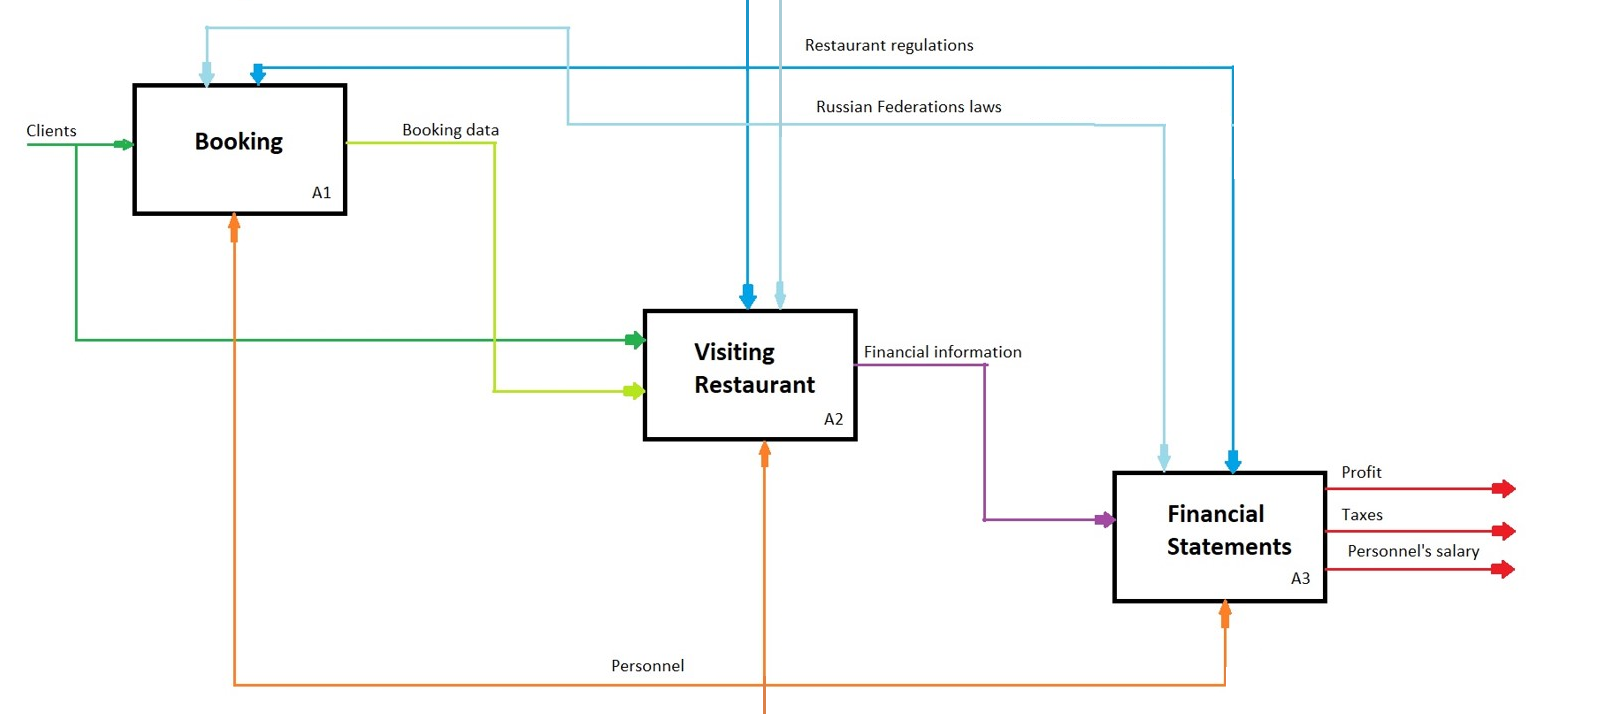 Restaurant regulations
Russian Federations laws
Clients
Booking
Booking data
A1
Visiting
Restaurant
A2
Financial information
Financial
Statements
A3
Profit
Taxes
Personnel's salary
Personnel